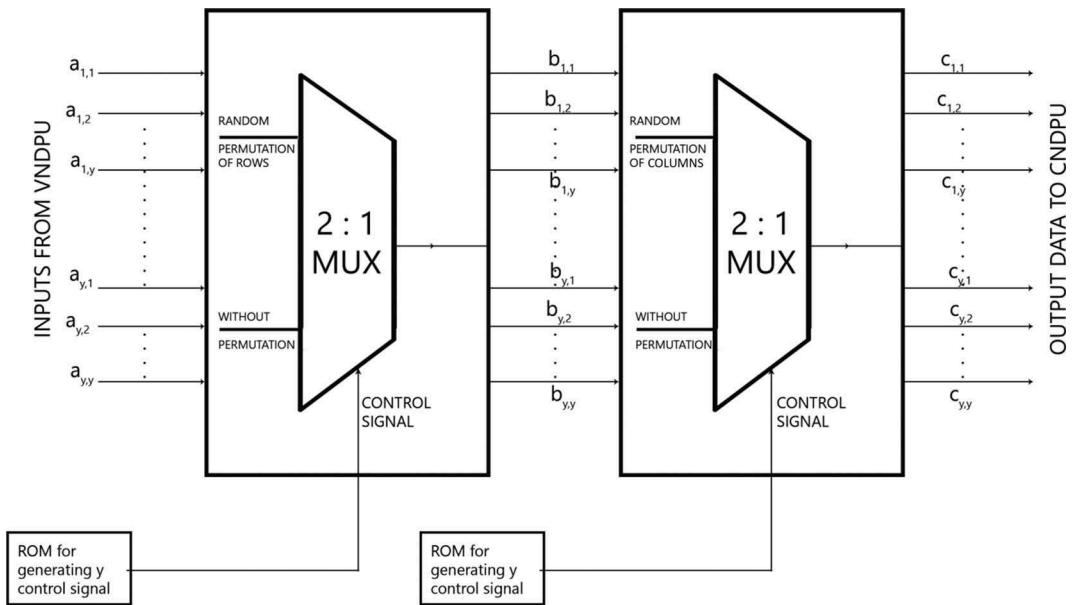 INPUTS FROM VNDPU
a1,1
a1,2
a1,y
ay,1
ay,2
ay,y
RANDOM
PERMUTATION
OF ROWS
2 : 1
MUX
WITHOUT
PERMUTATION
CONTROL
SIGNAL
ROM for
generating y
control signal
b1,1
b1,2
b1,y
by,1
by,2
by,y
RANDOM
PERMUTATION
OF COLUMNS
2 : 1
MUX
WITHOUT
PERMUTATION
CONTROL
SIGNAL
ROM for
generating y
control signal
c1,1
c1,2
c1,y
cy,1
cy,2
cy,y
OUTPUT DATA TO CNDPU